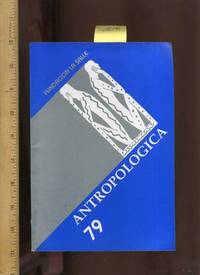 FUNDACION LA SALLE
ANTROPOLOGICA
79